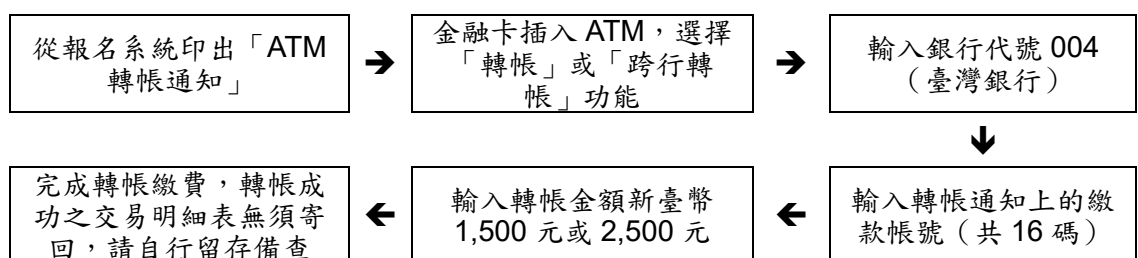 從報名系統印出「ATM
轉帳通知」
金融卡插入 ATM，選擇
「轉帳」或「跨行轉
帳」功能
輸入銀行代號 004
（臺灣銀行）
輸入轉帳通知上的繳
款帳號（共 16 碼）
輸入轉帳金額新臺幣
1,500 元或 2,500 元
完成轉帳繳費，轉帳成
功之交易明細表無須寄
回，請自行留存備查